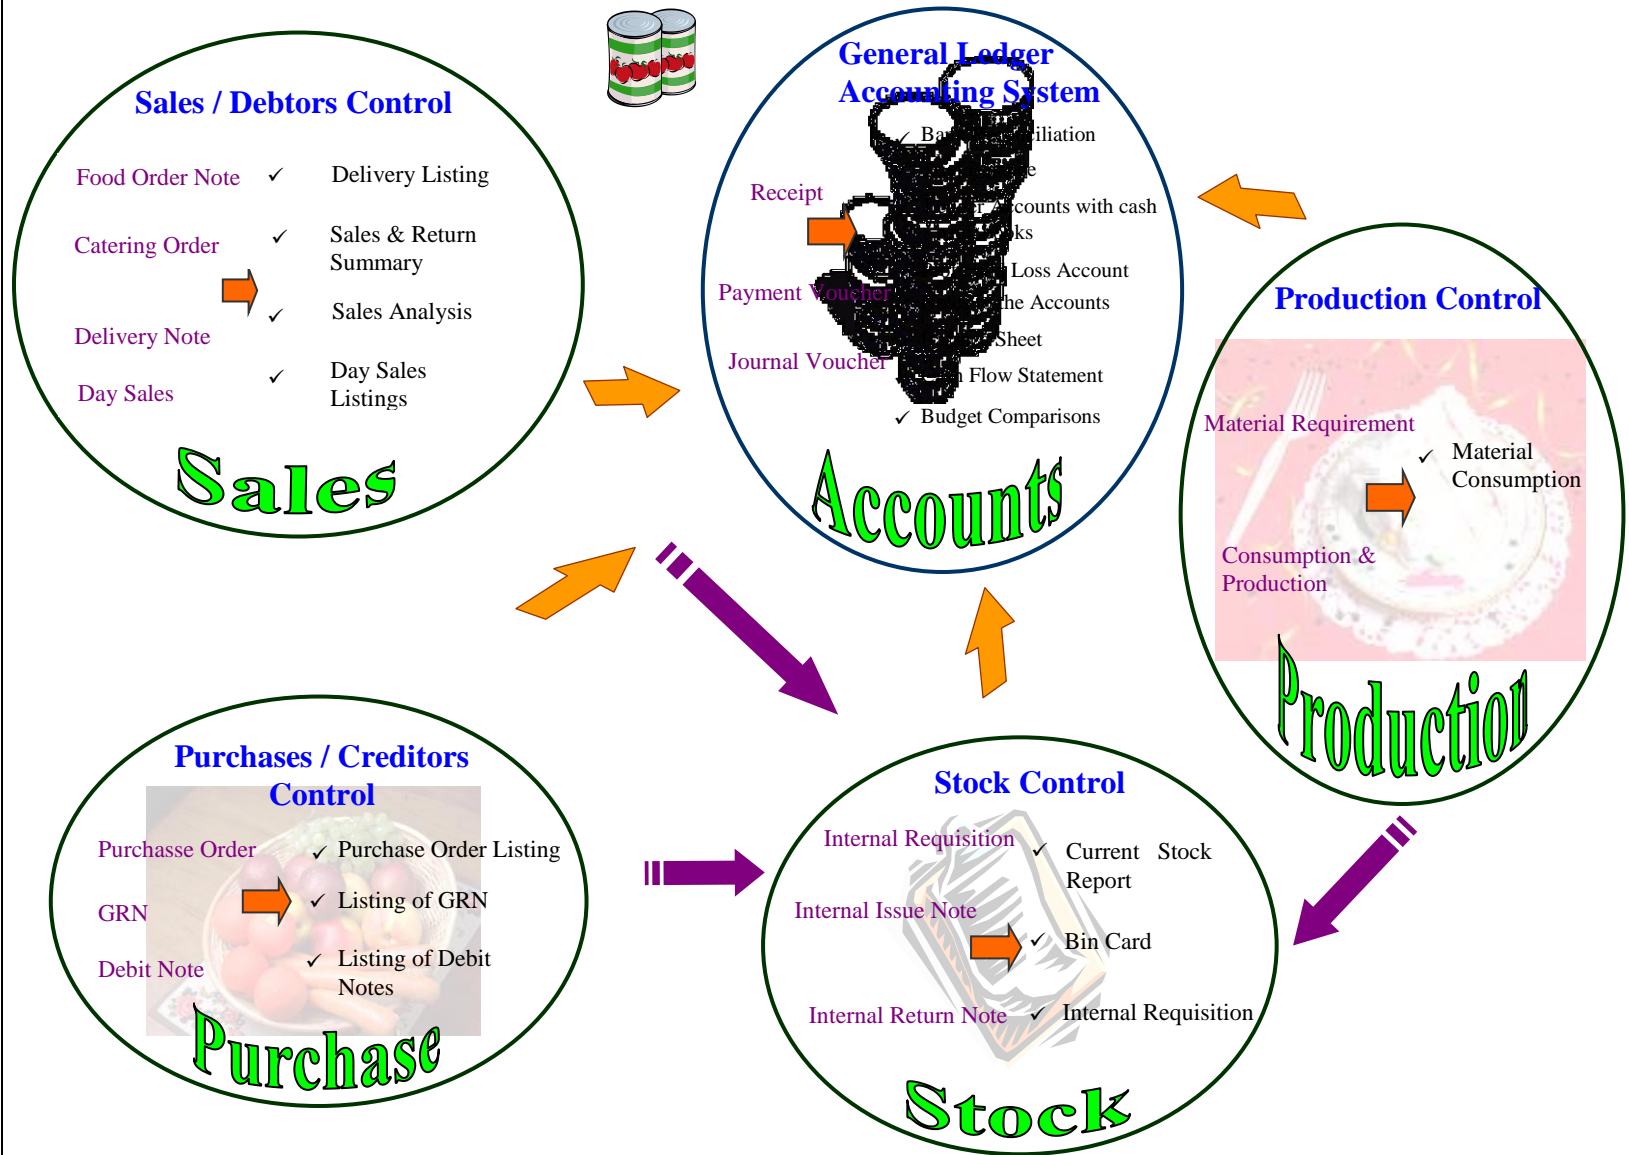 Sales / Debtors Control
Food Order Note
Catering Order
Delivery Note
Day Sales
✓ Delivery Listing
✓ Sales & Return
Summary
✓ Sales Analysis
✓ Day Sales
Listings
Sales
General Ledger
Accounting System
Receipt
Payment Voucher
Journal Voucher
✓
Accounts with cash
Loss Account
Accounts
Sheet
Flow Statement
✓ Budget Comparisons
Accounts
Production Control
Material Requirement
Consumption &
Production
✓ Material
Consumption
Production
Purchases / Creditors
Control
Purchasse Order
GRN
Debit Note
✓ Purchase Order Listing
✓ Listing of GRN
✓ Listing of Debit
Notes
Purchase
Stock Control
Internal Requisition
Internal Issue Note
Internal Return Note
✓ Current Stock
Report
✓ Bin Card
✓ Internal Requisition
Stock